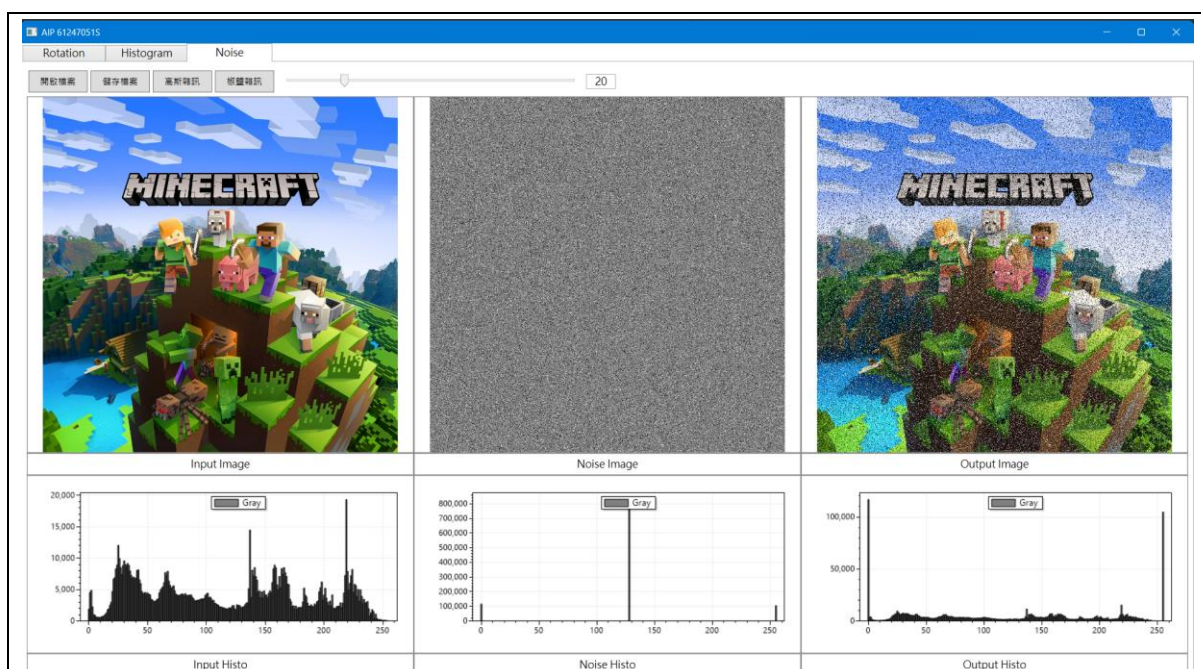 AIP 61247051S
Rotation Histogram Noise
開啟檔案 儲存檔案 高斯雜訊 椒鹽雜訊 20
MINECRAFT MINECRAFT
Input Image Noise Image Output Image
Gray Gray Gray
20,000
15,000
10,000
5,000
0
0 50 100 150 200 250
800,000
700,000
600,000
500,000
400,000
300,000
200,000
100,000
0
0 50 100 150 200 250
100,000
50,000
0
0 50 100 150 200 250
Input Histo Noise Histo Output Histo